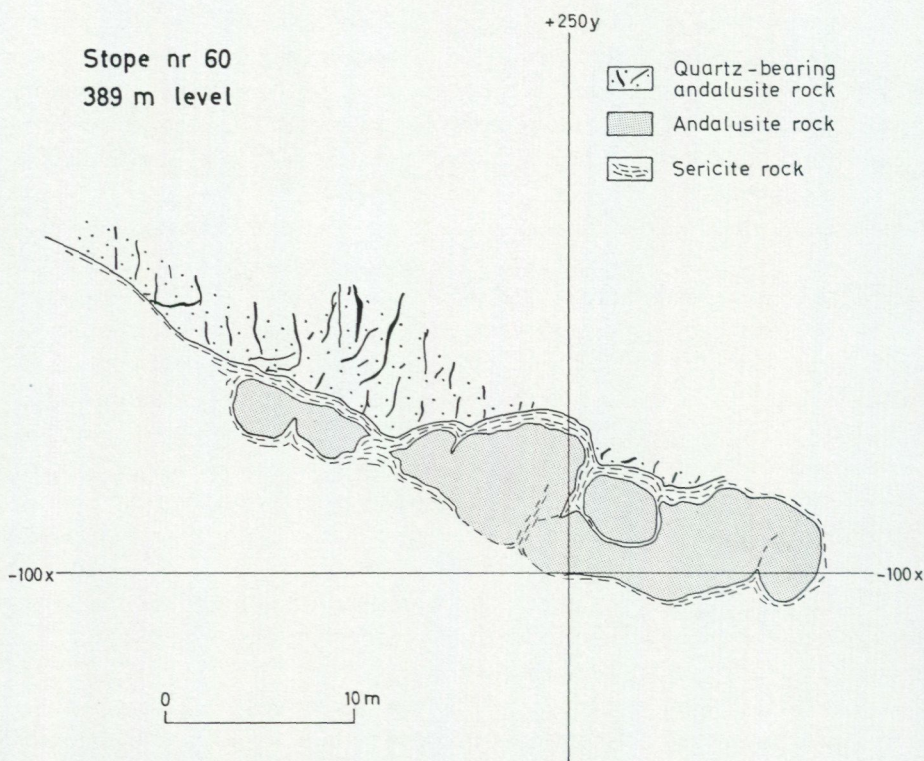 Stope nr 60
389 m level
+250y
Quartz-bearing
andalusite rock
Andalusite rock
Sericite rock
-100x
-100x
0 10m